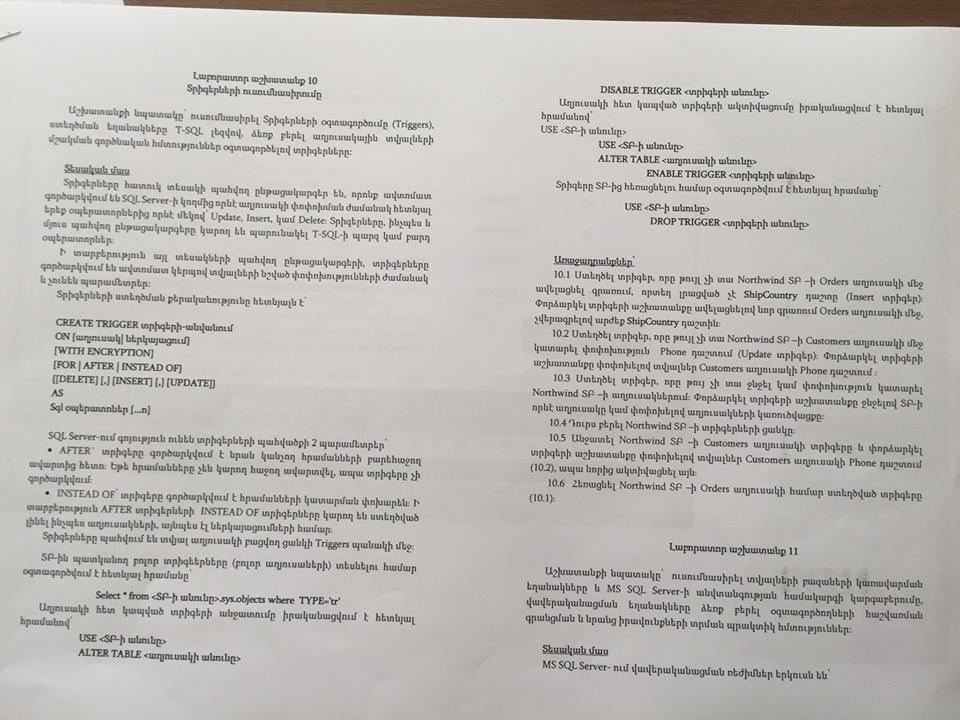 Լաբորատոր աշխատանք 10
Տրիգերների ուսումնասիրումը
Աշխատանքի նպատակը՝ ուսումնասիրել Տրիգերների օգտագործումը (Triggers),
ստեղծման եղանակները T-SQL լեզվով, ձեռք բերել աղյուսակային տվյալների
մշակման գործնական հմտություններ օգտագործելով տրիգերները։
Տեսական մաս
Տրիգերները հատուկ տեսակի պահվող ընթացակարգեր են, որոնք ավտոմատ
գործարկվում են SQL Server-ի կողմից որևէ աղյուսակի փոփոխման ժամանակ հետևյալ
երեք օպերատորներից որևէ մեկով՝ Update, Insert, կամ Delete։ Տրիգերները, ինչպես և
մյուս պահվող ընթացակարգերը կարող են պարունակել T-SQL-ի պարզ կամ բարդ
օպերատորներ։
Ի տարբերություն այլ տեսակների պահվող ընթացակարգերի, տրիգերները
գործարկվում են ավտոմատ կերպով տվյալների նշված փոփոխությունների ժամանակ
և չունեն պարամետրեր։
Տրիգերների ստեղծման քերականությունը հետևյալն է՝
CREATE TRIGGER տրիգերի-անվանում
ON {աղյուսակ| ներկայացում}
[WITH ENCRYPTION]
{FOR | AFTER | INSTEAD OF}
{[DELETE] [,] [INSERT] [,] [UPDATE]}
AS
Sql օպերատոներ [...n]
SQL Server-ում գոյություն ունեն տրիգերների պահվածքի 2 պարամետրեր՝
• AFTER՝ տրիգերը գործարկվում է նրան կանչող հրամանների բարեհաջող
ավարտից հետո։ Եթե հրամանները չեն կարող հաջող ավարտվել, ապա տրիգերը չի
գործարկվում։
• INSTEAD OF՝ տրիգերը գործարկվում է հրամանների կատարման փոխարեն։ Ի
տարբերություն AFTER տրիգերների INSTEAD OF տրիգերները կարող են ստեղծված
լինել ինչպես աղյուսակների, այնպես էլ ներկայացումների համար։
Տրիգերները պահվում են տվյալ աղյուսակի բացվող ցանկի Triggers պանակի մեջ։
ՏԲ-ին պատկանող բոլոր տրիգեերները (բոլոր աղյուսաների) տեսնելու համար
օգտագործվում է հետևյալ հրամանը՝
Select * from <ՏԲ-ի անունը>.sys.objects where TYPE='tr'
Աղյուսակի հետ կապված տրիգերի անջատումը իրականացվում է հետևյալ
հրամանով՝
USE <ՏԲ-ի անունը>
ALTER TABLE <աղյուսակի անունը>
DISABLE TRIGGER <տրիգերի անունը>
Աղյուսակի հետ կապված տրիգերի ակտիվացումը իրականացվում է հետևյալ
հրամանով՝
USE <ՏԲ-ի անունը>
USE <ՏԲ-ի անունը>
ALTER TABLE <աղյուսակի անունը>
ENABLE TRIGGER <տրիգերի անունը>
Տրիգերը ՏԲ-ից հեռացնելու համար օգտագործվում է հետևյալ հրամանը՝
USE <ՏԲ-ի անունը>
DROP TRIGGER <տրիգերի անունը>
Առաջադրանքներ՝
10.1 Ստեղծել տրիգեր, որը թույլ չի տա Northwind ՏԲ –ի Orders աղյուսակի մեջ
ավելացնել գրառում, որտեղ լրացված չէ ShipCountry դաշտը (Insert տրիգեր)։
Փորձարկել տրիգերի աշխատանքը ավելացնելով նոր գրառում Orders աղյուսակի մեջ,
չվերագրելով արժեք ShipCountry դաշտին։
10.2 Ստեղծել տրիգեր, որը թույլ չի տա Northwind ՏԲ –ի Customers աղյուսակի մեջ
կատարել փոփոխություն Phone դաշտում (Update տրիգեր)։ Փորձարկել տրիգերի
աշխատանքը փոփոխելով տվյալներ Customers աղյուսակի Phone դաշտում ։
10.3 Ստեղծել տրիգեր, որը թույ չի տա ջնջել կամ փոփոխություն կատարել
Northwind ՏԲ –ի աղյուսակներում։ Փորձարկել տրիգերի աշխատանքը ջնջելով ՏԲ-ի
որևէ աղյուսակը կամ փոփոխելով աղյուսակների կառուցվացքը։
10.4 Դուրս բերել Northwind ՏԲ –ի տրիգերների ցանկը։
10.5 Անջատել Northwind ՏԲ –ի Customers աղյուսակի տրիգերը և փորձարկել
տրիգերի աշխատանքը փոփոխելով տվյալներ Customers աղյուսակի Phone դաշտում
(10.2), ապա նորից ակտիվացնել այն։
10.6 Հեռացնել Northwind ՏԲ –ի Orders աղյուսակի համար ստեղծված տրիգերը
(10.1)։
Լաբորատոր աշխատանք 11
Աշխատանքի նպատակը՝ ուսումնասիրել տվյալների բազաների կառավարման
եղանակները և MS SQL Server-ի անվտանգության համակարգի կարգաբերումը,
վավերականացման եղանակները ձեռք բերել օգտագործողների հաշվառման
գրանցման և նրանց իրավունքների տրման պրակտիկ հմտություններ։
Տեսական մաս
MS SQL Server- ում վավերականացման ռեժիմներ երկուսն են՝